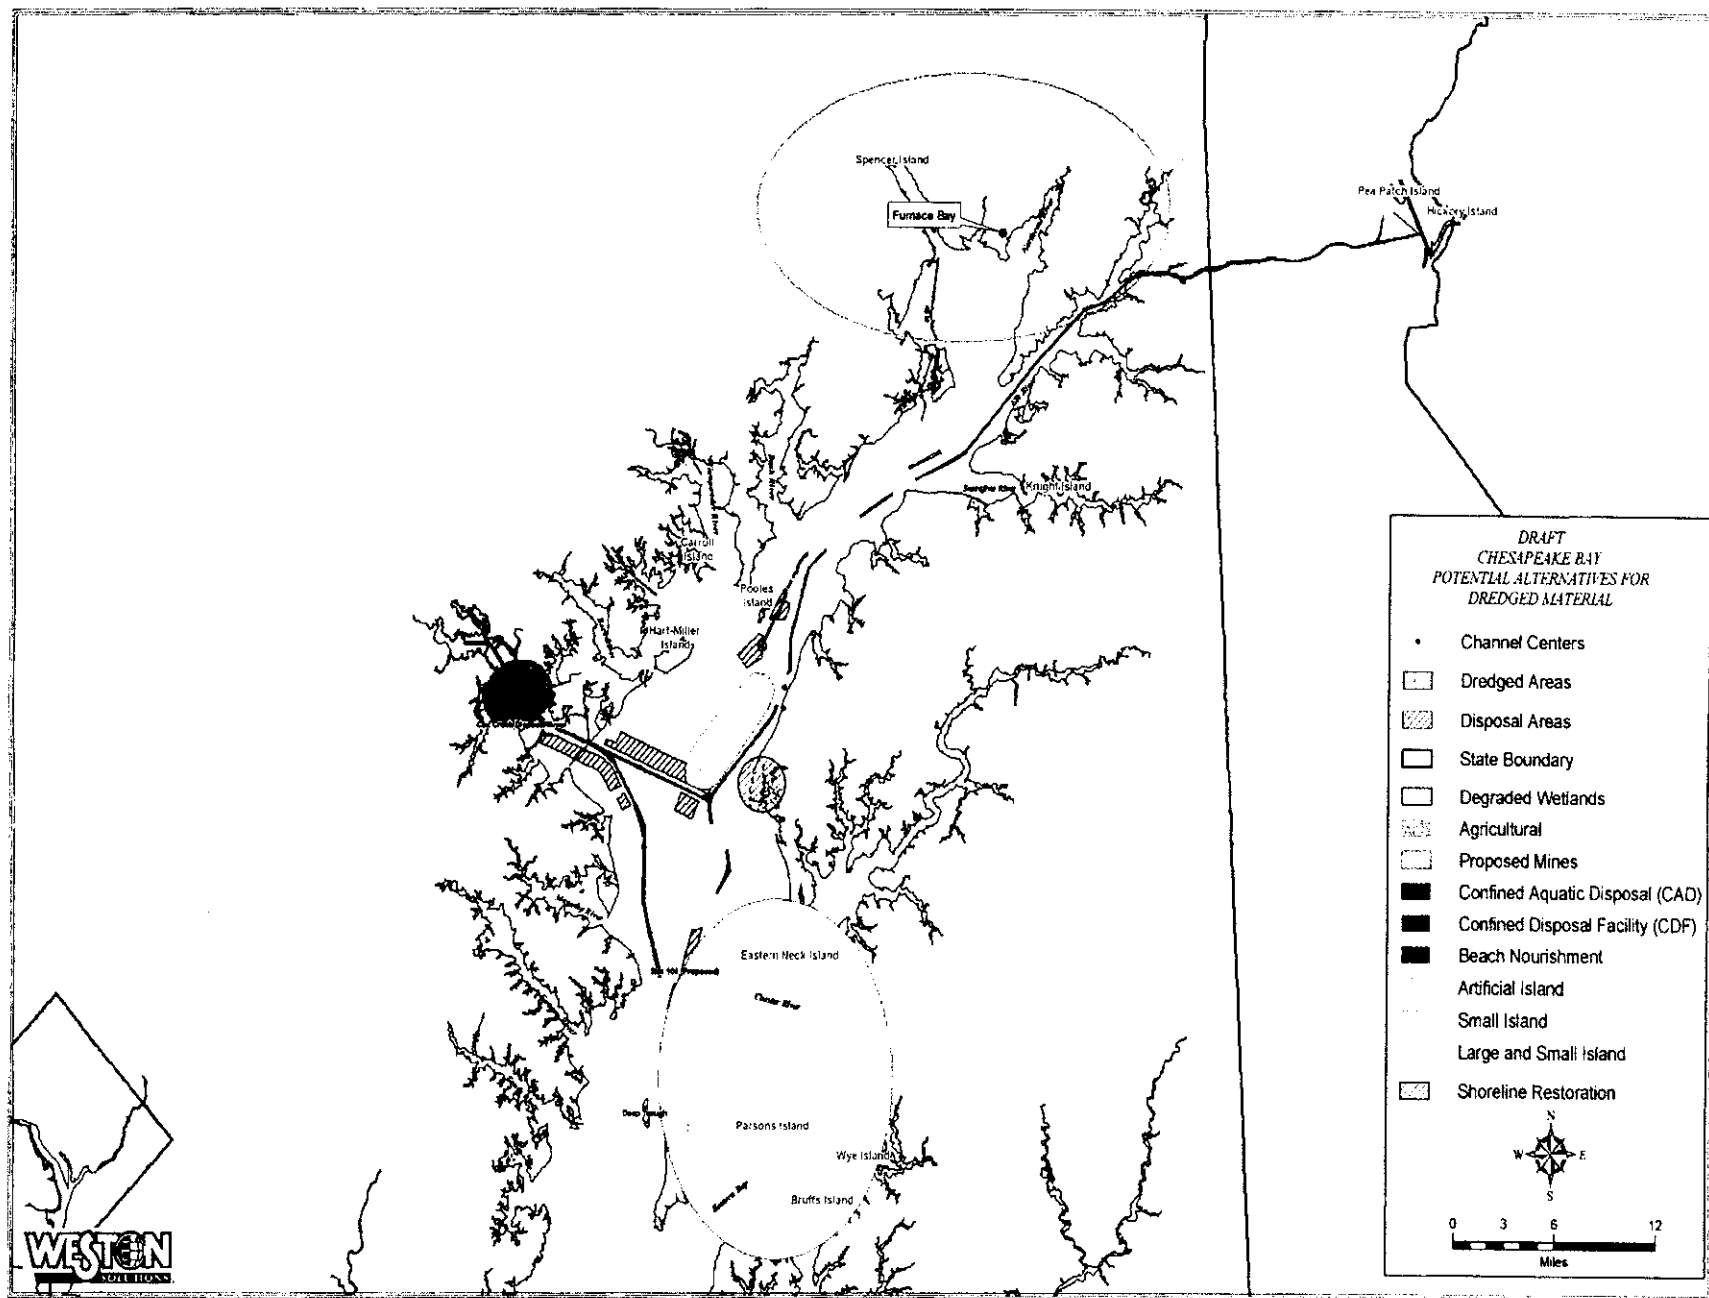 Spencer Island
Furnace Bay
Pea Patch Island
Hickory Island
Knight Island
Carroll
Island
Pooles
Island
Hart-Miller
Island
Eastern Neck Island
Chester River
Parsons Island
Wye Island
Bruffs Island
DRAFT
CHESAPEAKE BAY
POTENTIAL ALTERNATIVES FOR
DREDGED MATERIAL
Channel Centers
Dredged Areas
Disposal Areas
State Boundary
Degraded Wetlands
Agricultural
Proposed Mines
Confined Aquatic Disposal (CAD)
Confined Disposal Facility (CDF)
Beach Nourishment
Artificial Island
Small Island
Large and Small Island
Shoreline Restoration
N
W E
S
0 3 6 12
Miles
WESTON
SOLUTIONS